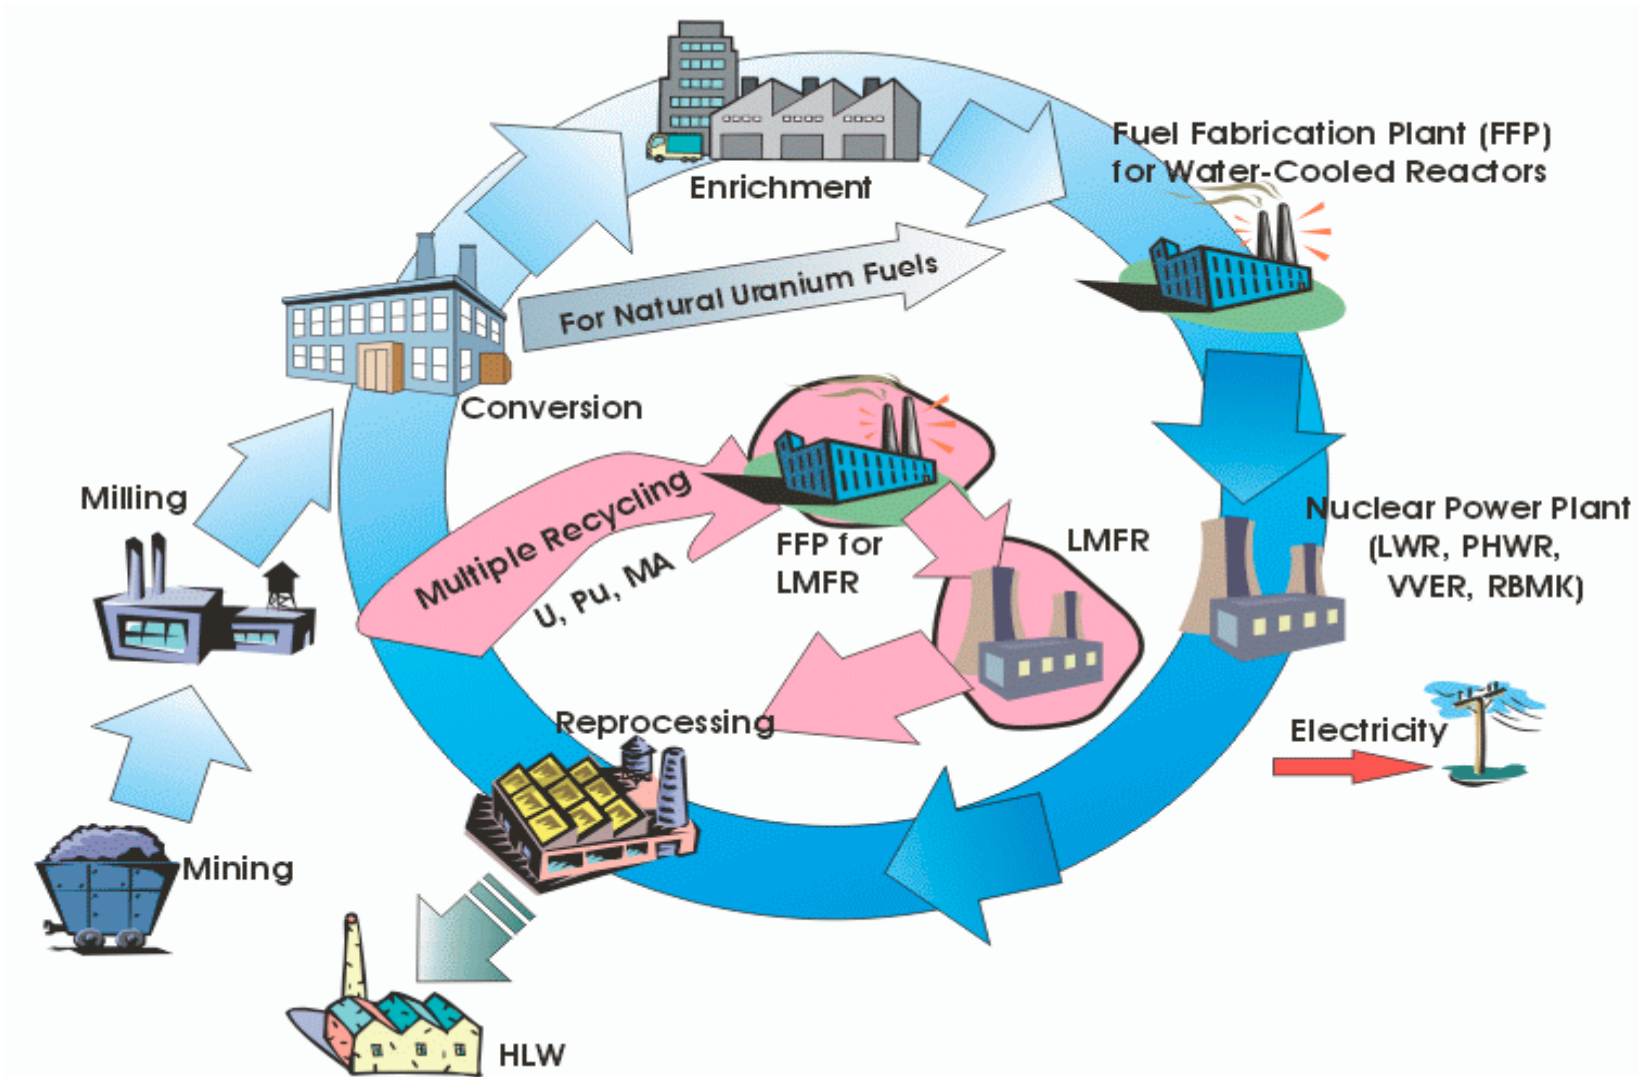 Enrichment
Fuel Fabrication Plant (FFP)
for Water-Cooled Reactors
For Natural Uranium Fuels
Conversion
Milling
Multiple Recycling
U, Pu, MA
FFP for
LMFR
LMFR
Nuclear Power Plant
(LWR, PHWR,
VVER, RBMK)
Reprocessing
Electricity
Mining
HLW